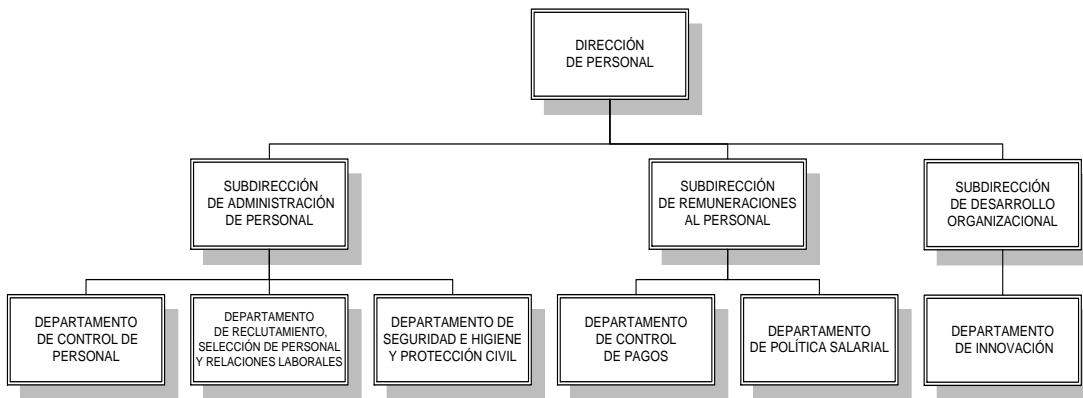 DIRECCIÓN
DE PERSONAL
SUBDIRECCIÓN
DE ADMINISTRACIÓN
DE PERSONAL
SUBDIRECCIÓN
DE REMUNERACIONES
AL PERSONAL
SUBDIRECCIÓN
DE DESARROLLO
ORGANIZACIONAL
DEPARTAMENTO
DE CONTROL DE
PERSONAL
DEPARTAMENTO
DE RECLUTAMIENTO,
SELECCIÓN DE PERSONAL
Y RELACIONES LABORALES
DEPARTAMENTO DE
SEGURIDAD E HIGIENE
Y PROTECCIÓN CIVIL
DEPARTAMENTO
DE CONTROL
DE PAGOS
DEPARTAMENTO
DE POLÍTICA SALARIAL
DEPARTAMENTO
DE INNOVACIÓN